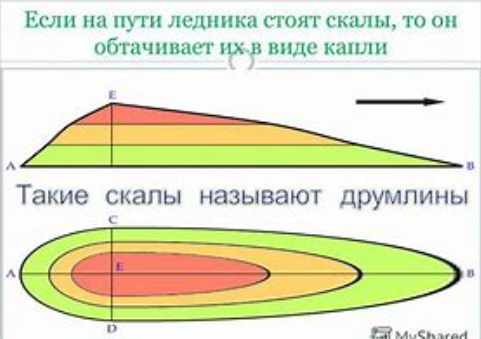 Если на пути ледника стоят скалы, то он
обтачивает их в виде капли
E
A
B
Такие скалы называют друмлины
C
A
E
B
D
MyShared